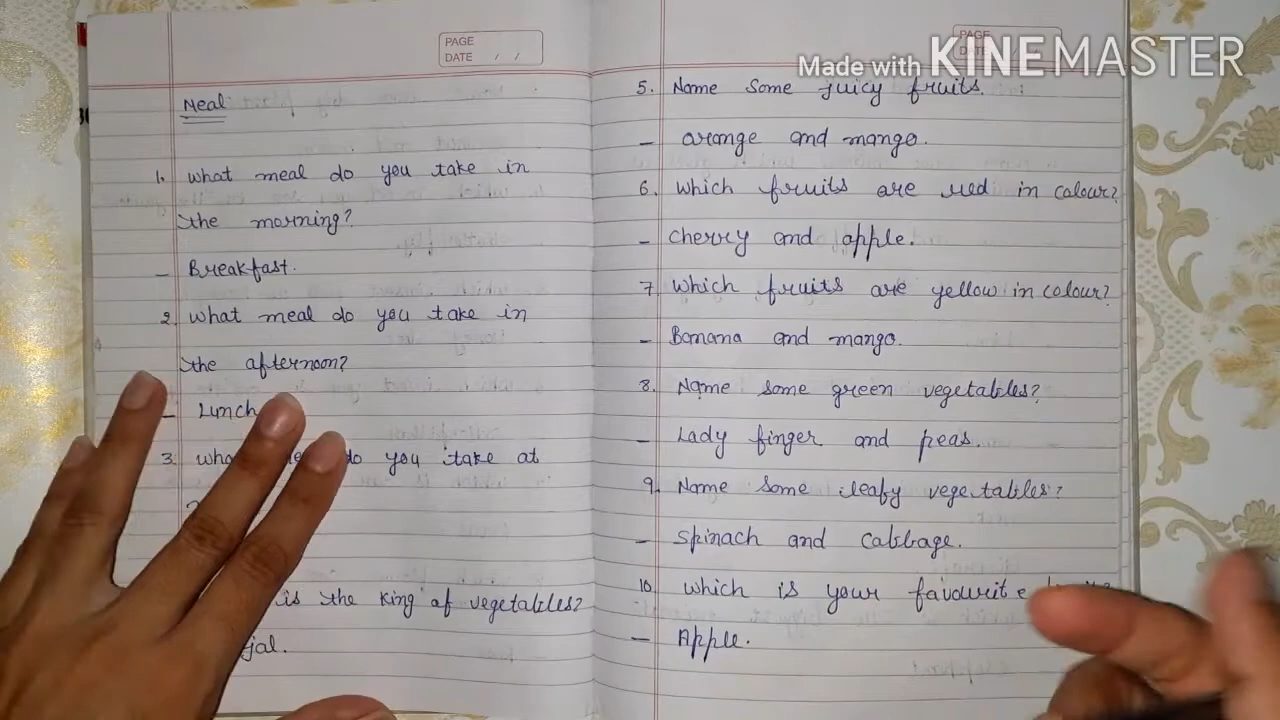 PAGE
DATE / /
Meal
1. What meal do you take in
the morning?
- Breakfast.
2. What meal do you take in
the afternoon?
- Lunch
3. do you take at
is the king of vegetables?
jal.
PAGE
Made with KINEMASTER
5. Name some juicy fruits.
- orange and mango.
6. Which fruits are red in colour?
- Cherry and apple.
7. Which fruits are yellow in colour?
- Banana and mango.
8. Name some green vegetables?
- Lady finger and peas.
9. Name some leafy vegetables?
- Spinach and cabbage.
10. Which is your favourite
- Apple.